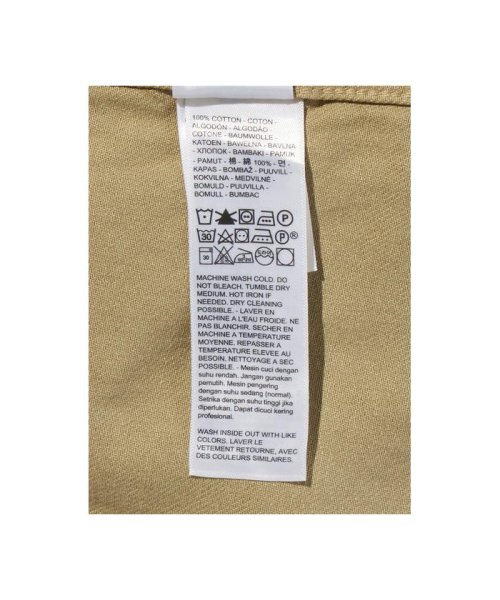 100% COTTON - COTON -
ALGODÓN - ALGODÃO
COTONE - BAUMWOLLE -
KATOEN - BAWEŁNA - BAVLNA
- ХЛОПОК - BAMBAKI - PAMUK
- PAMUT - 棉 - 綿 100% - 면 -
KAPAS - BOMBAŽ - PUUVILL -
KOKVILNA - MEDVILNĖ -
BOMULD - PUUVILLA -
BOMULL - BUMBAC
P
30 P ®
30
MACHINE WASH COLD. DO
NOT BLEACH. TUMBLE DRY
MEDIUM. HOT IRON IF
NEEDED. DRY CLEANING
POSSIBLE. - LAVER EN
MACHINE A L'EAU FROIDE. NE
PAS BLANCHIR. SECHER EN
MACHINE A TEMPERATURE
MOYENNE. REPASSER A
TEMPERATURE ELEVEE AU
BESOIN. NETTOYAGE A SEC
POSSIBLE. - Mesin cuci dengan
suhu rendah. Jangan gunakan
pemutih. Mesin pengering
dengan suhu sedang (normal).
Setrika dengan suhu tinggi jika
diperlukan. Dapat dicuci kering
profesional.
WASH INSIDE OUT WITH LIKE
COLORS. LAVER LE
VETEMENT RETOURNE, AVEC
DES COULEURS SIMILAIRES.